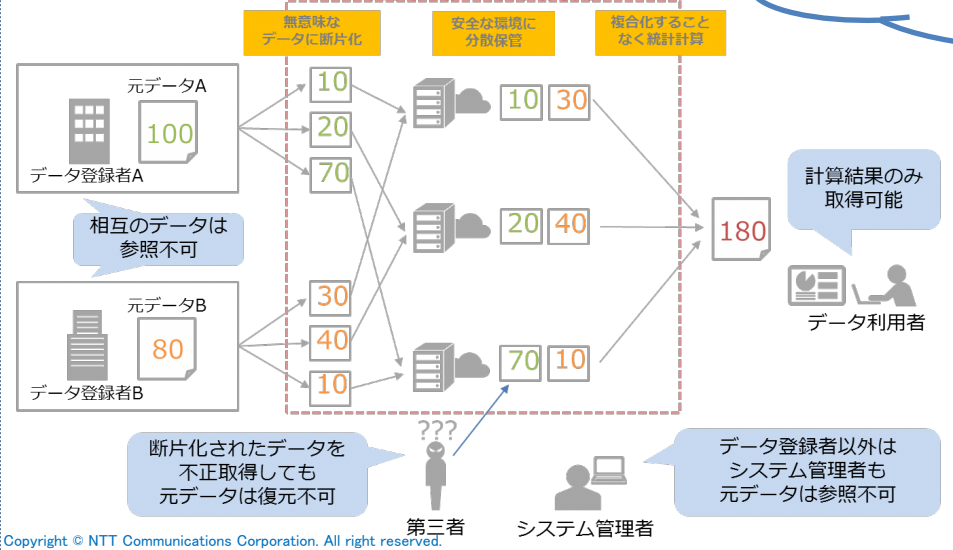 無意味な
データに断片化
安全な環境に
分散保管
複合化すること
なく統計計算
元データA
100
データ登録者A
10
20
70
10
30
相互のデータは
参照不可
20
40
180
計算結果のみ
取得可能
元データB
80
データ登録者B
30
40
10
70
10
データ利用者
???
断片化されたデータを
不正取得しても
元データは復元不可
第三者
システム管理者
データ登録者以外は
システム管理者も
元データは参照不可
Copyright © NTT Communications Corporation. All right reserved.